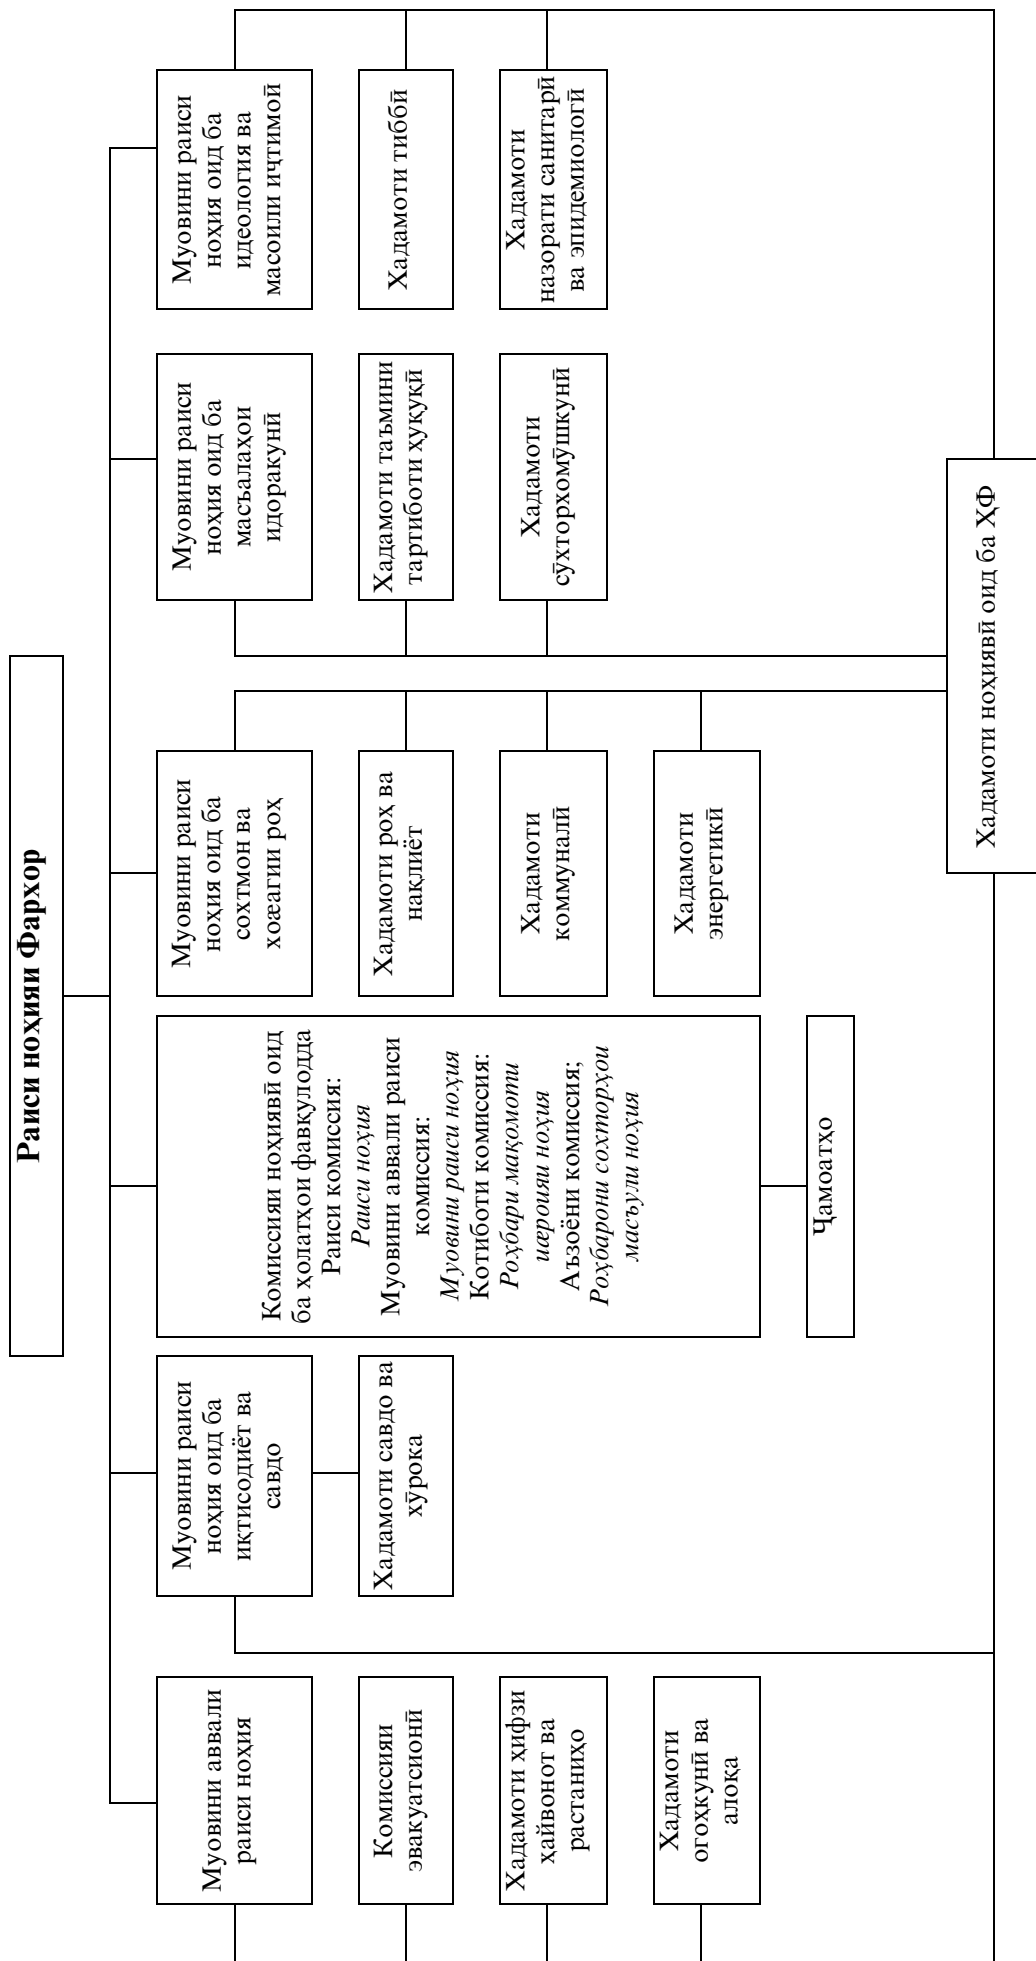 Раиси ноҳияи Фархор
Муовини аввали
раиси ноҳия
Муовини раиси
ноҳия оид ба
иқтисодиёт ва
савдо
Комиссияи ноҳиявӣ оид
ба ҳолатҳои фавқулодда
Раиси комиссия:
Раиси ноҳия
Муовини аввали раиси
комиссия:
Муовини раиси ноҳия
Котиботи комиссия:
Роҳбари мақомоти
иæроияи ноҳия
Аъзоёни комиссия;
Роҳбарони сохторҳои
масъули ноҳия
Муовини раиси
ноҳия оид ба
сохтмон ва
хоæагии роҳ
Муовини раиси
ноҳия оид ба
масъалаҳои
идоракунӣ
Муовини раиси
ноҳия оид ба
идеология ва
масоили иҷтимоӣ
Комиссияи
эвакуатсионӣ
Хадамоти савдо ва
хӯрока
Хадамоти роҳ ва
нақлиёт
Хадамоти таъмини
тартиботи ҳуқуқӣ
Хадамоти тиббӣ
Хадамоти ҳифзи
ҳайвонот ва
растаниҳо
Хадамоти
коммуналӣ
Хадамоти
сӯхторхомӯшкунӣ
Хадамоти
назорати санитарӣ
ва эпидемиологӣ
Хадамоти
огоҳкунӣ ва
алоқа
Хадамоти
энергетикӣ
Ҷамоатҳо
Хадамоти ноҳиявӣ оид ба ҲФ